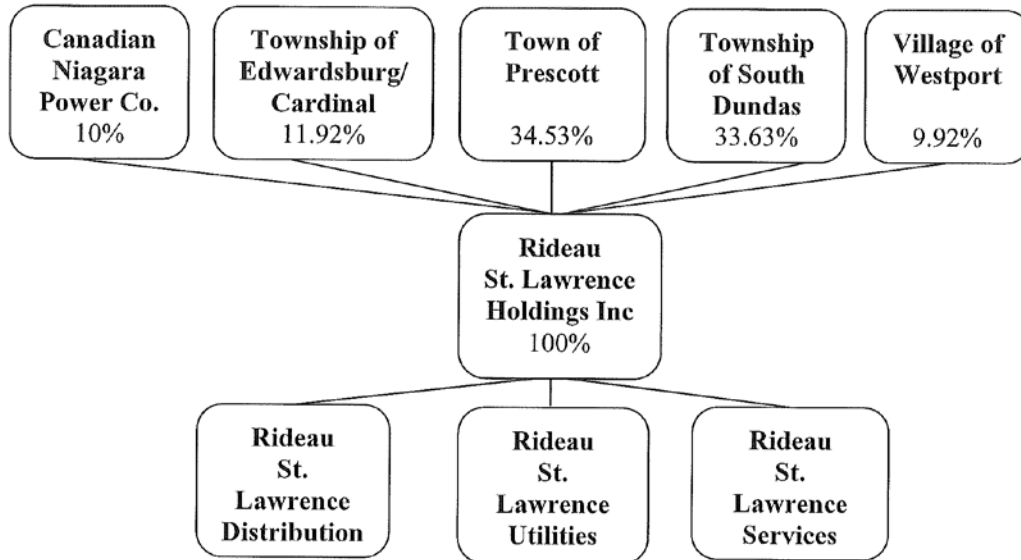 Canadian
Niagara
Power Co.
10%
Township of
Edwardsburg/
Cardinal
11.92%
Town of
Prescott
34.53%
Township
of South
Dundas
33.63%
Village of
Westport
9.92%
Rideau
St. Lawrence
Holdings Inc
100%
Rideau
St.
Lawrence
Distribution
Rideau
St.
Lawrence
Utilities
Rideau
St.
Lawrence
Services